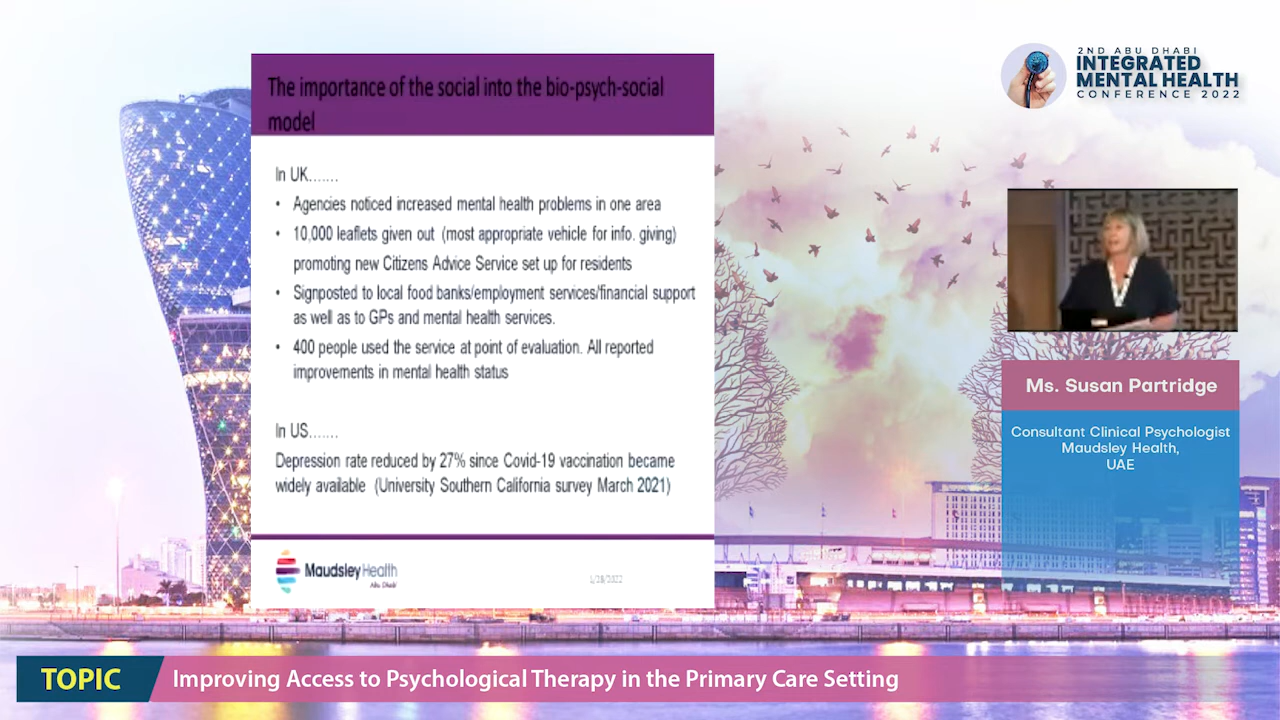 The importance of the social into the bio-psych-social
model
In UK.......
• Agencies noticed increased mental health problems in one area
• 10,000 leaflets given out (most appropriate vehicle for info. giving)
promoting new Citizens Advice Service set up for residents
• Signposted to local food banks/employment services/financial support
as well as to GPs and mental health services.
• 400 people used the service at point of evaluation. All reported
improvements in mental health status
In US.......
Depression rate reduced by 27% since Covid-19 vaccination became
widely available (University Southern California survey March 2021)
Maudsley Health
Abu Dhabi
1/28/2022
2ND ABU DHABI
INTEGRATED
MENTAL HEALTH
CONFERENCE 2022
Ms. Susan Partridge
Consultant Clinical Psychologist
Maudsley Health,
UAE
TOPIC Improving Access to Psychological Therapy in the Primary Care Setting